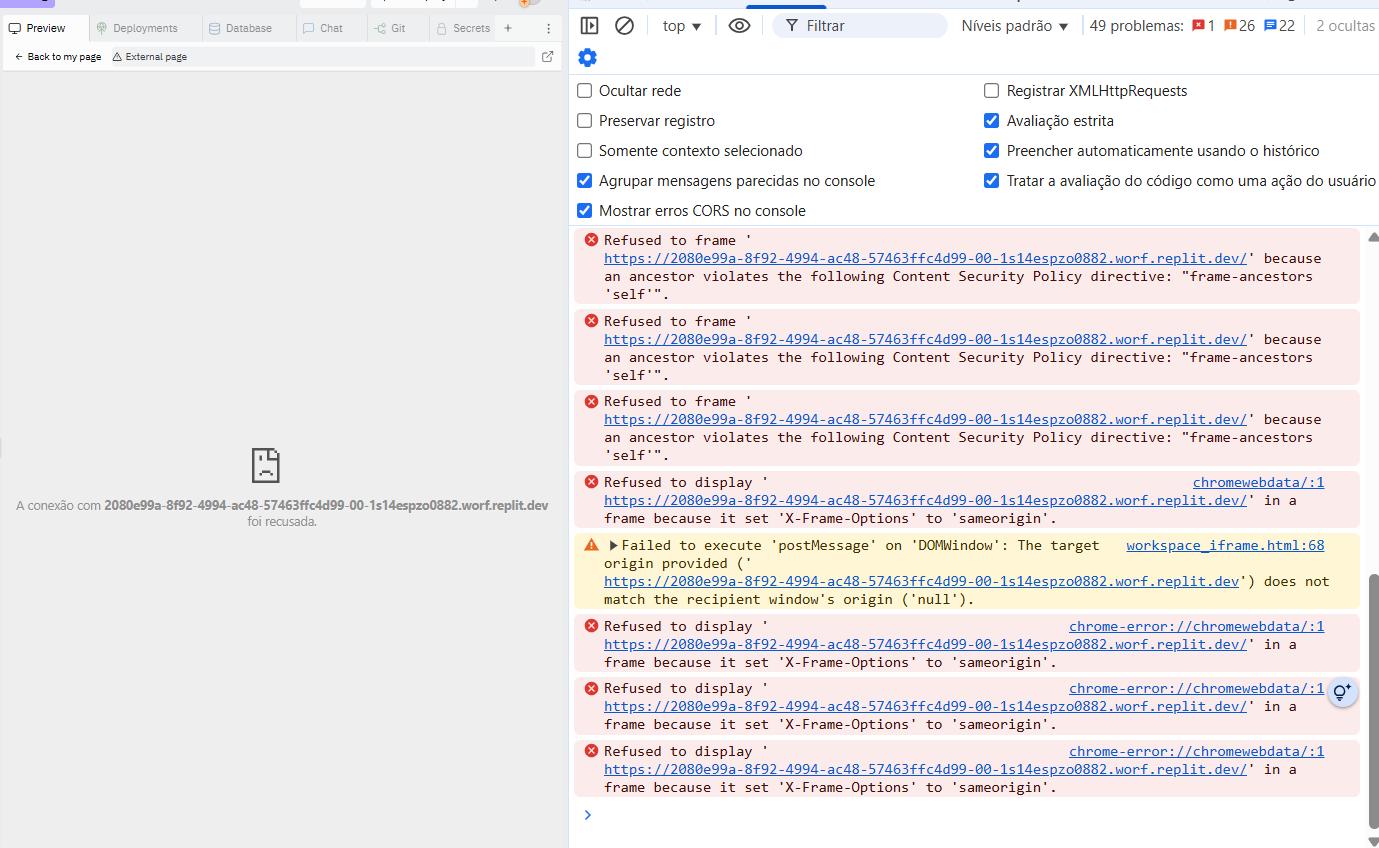 Preview
Deployments
Database
Chat
Git
Secrets
Back to my page
External page
A conexão com 2080e99a-8f92-4994-ac48-57463ffc4d99-00-1s14espzo0882.worf.replit.dev
foi recusada.
top
Filtrar
Níveis padrão
49 problemas: 1 26 22
2 ocultas
Ocultar rede
Registrar XMLHttpRequests
Preservar registro
Avaliação estrita
Somente contexto selecionado
Preencher automaticamente usando o histórico
Agrupar mensagens parecidas no console
Tratar a avaliação do código como uma ação do usuário
Mostrar erros CORS no console
Refused to frame '
https://2080e99a-8f92-4994-ac48-57463ffc4d99-00-1s14espzo0882.worf.replit.dev/' because
an ancestor violates the following Content Security Policy directive: "frame-ancestors
'self'".
Refused to frame '
https://2080e99a-8f92-4994-ac48-57463ffc4d99-00-1s14espzo0882.worf.replit.dev/' because
an ancestor violates the following Content Security Policy directive: "frame-ancestors
'self'".
Refused to frame '
https://2080e99a-8f92-4994-ac48-57463ffc4d99-00-1s14espzo0882.worf.replit.dev/' because
an ancestor violates the following Content Security Policy directive: "frame-ancestors
'self'".
Refused to display ' chromewebdata/:1
https://2080e99a-8f92-4994-ac48-57463ffc4d99-00-1s14espzo0882.worf.replit.dev/' in a
frame because it set 'X-Frame-Options' to 'sameorigin'.
Failed to execute 'postMessage' on 'DOMWindow': The target workspace_iframe.html:68
origin provided ('
https://2080e99a-8f92-4994-ac48-57463ffc4d99-00-1s14espzo0882.worf.replit.dev') does not
match the recipient window's origin ('null').
Refused to display ' chrome-error://chromewebdata/:1
https://2080e99a-8f92-4994-ac48-57463ffc4d99-00-1s14espzo0882.worf.replit.dev/' in a
frame because it set 'X-Frame-Options' to 'sameorigin'.
Refused to display ' chrome-error://chromewebdata/:1
https://2080e99a-8f92-4994-ac48-57463ffc4d99-00-1s14espzo0882.worf.replit.dev/' in a
frame because it set 'X-Frame-Options' to 'sameorigin'.
Refused to display ' chrome-error://chromewebdata/:1
https://2080e99a-8f92-4994-ac48-57463ffc4d99-00-1s14espzo0882.worf.replit.dev/' in a
frame because it set 'X-Frame-Options' to 'sameorigin'.